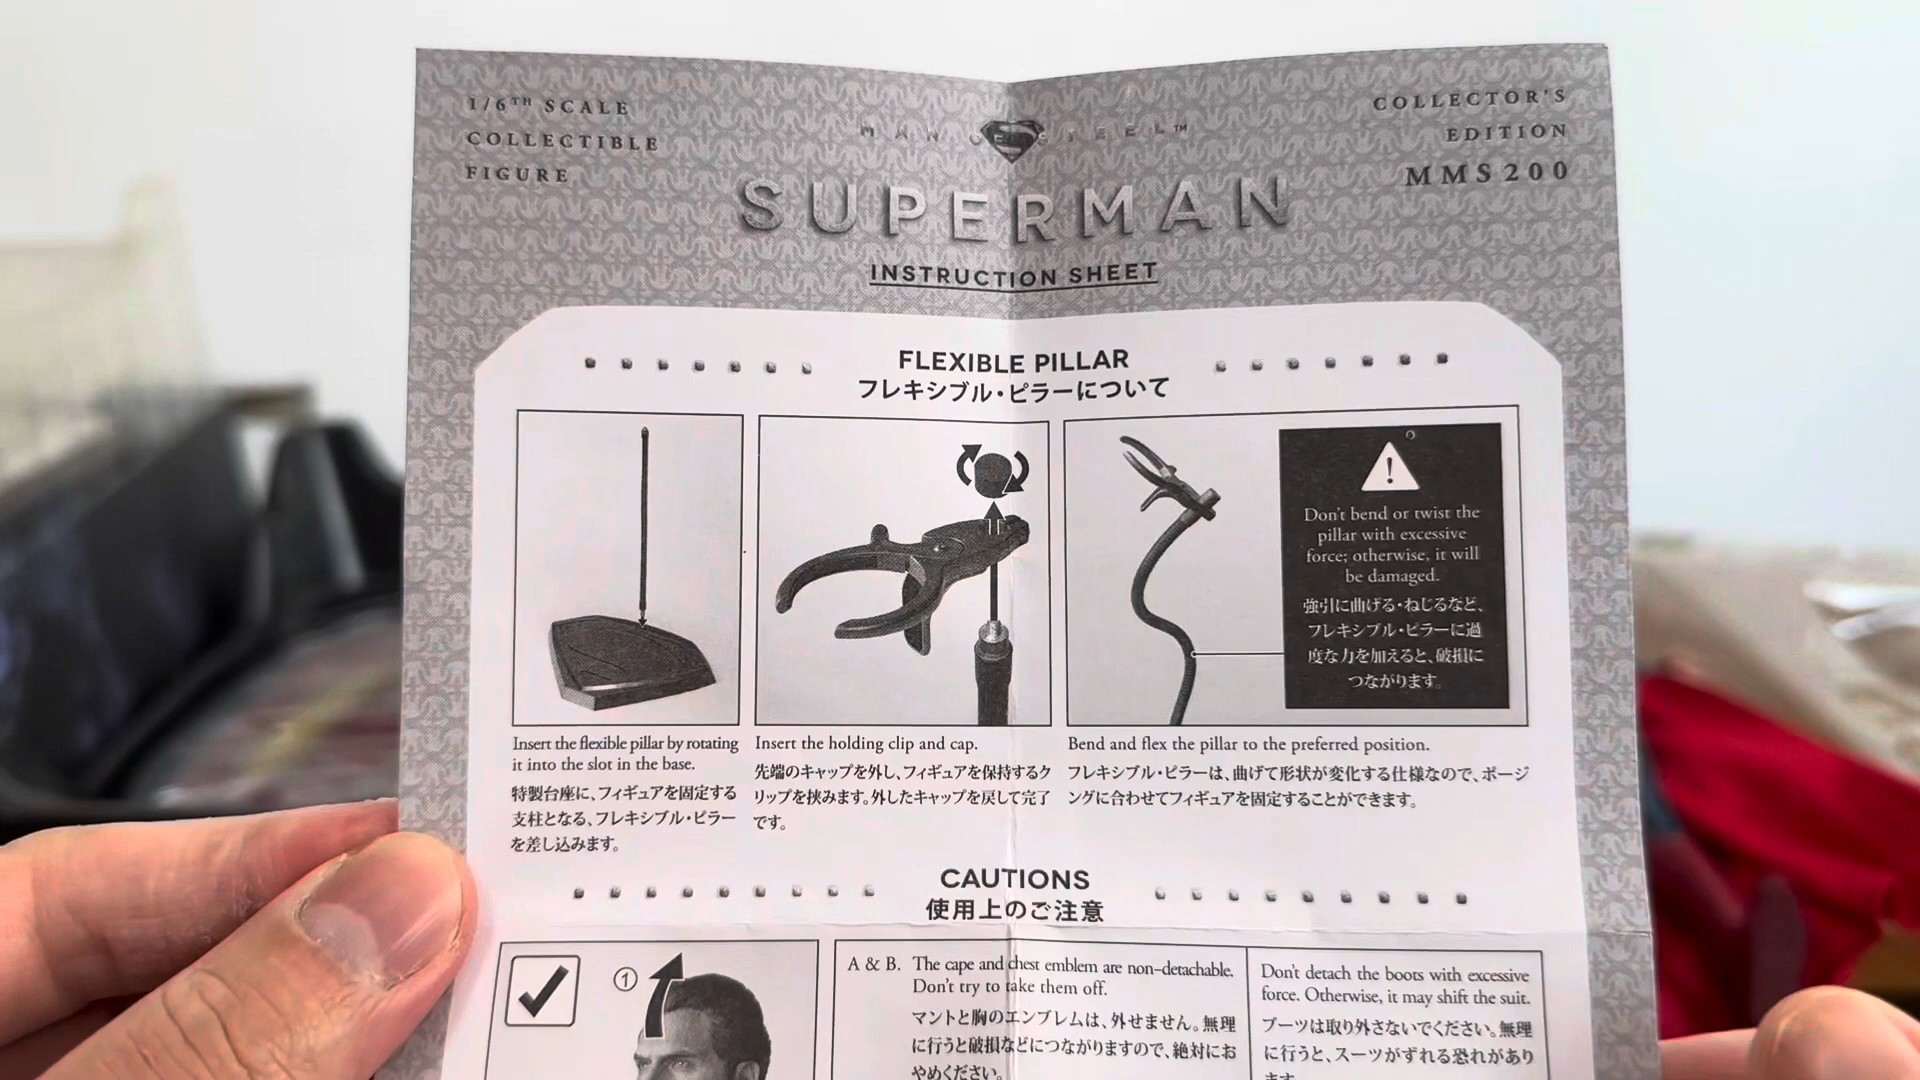 1/6TH SCALE
COLLECTIBLE
FIGURE
MAN OF STEEL™
SUPERMAN
INSTRUCTION SHEET
COLLECTOR'S
EDITION
MMS200
FLEXIBLE PILLAR
フレキシブル・ピラーについて
Don't bend or twist the
pillar with excessive
force; otherwise, it will
be damaged.
強引に曲げる・ねじるなど、
フレキシブル・ピラーに過
度な力を加えると、破損に
つながります。
Insert the flexible pillar by rotating
it into the slot in the base.
特製台座に、フィギュアを固定する
支柱となる、フレキシブル・ピラー
を差し込みます。
Insert the holding clip and cap.
先端のキャップを外し、フィギュアを保持するク
リップを挟みます。外したキャップを戻して完了
です。
Bend and flex the pillar to the preferred position.
フレキシブル・ピラーは、曲げて形状が変化する仕様なので、ポージ
ングに合わせてフィギュアを固定することができます。
CAUTIONS
使用上のご注意
1
A & B. The cape and chest emblem are non-detachable.
Don't try to take them off.
マントと胸のエンブレムは、外せません。無理
に行うと破損などにつながりますので、絶対にお
やめください。
Don't detach the boots with excessive
force. Otherwise, it may shift the suit.
ブーツは取り外さないでください。無理
に行うと、スーツがずれる恐れがあり